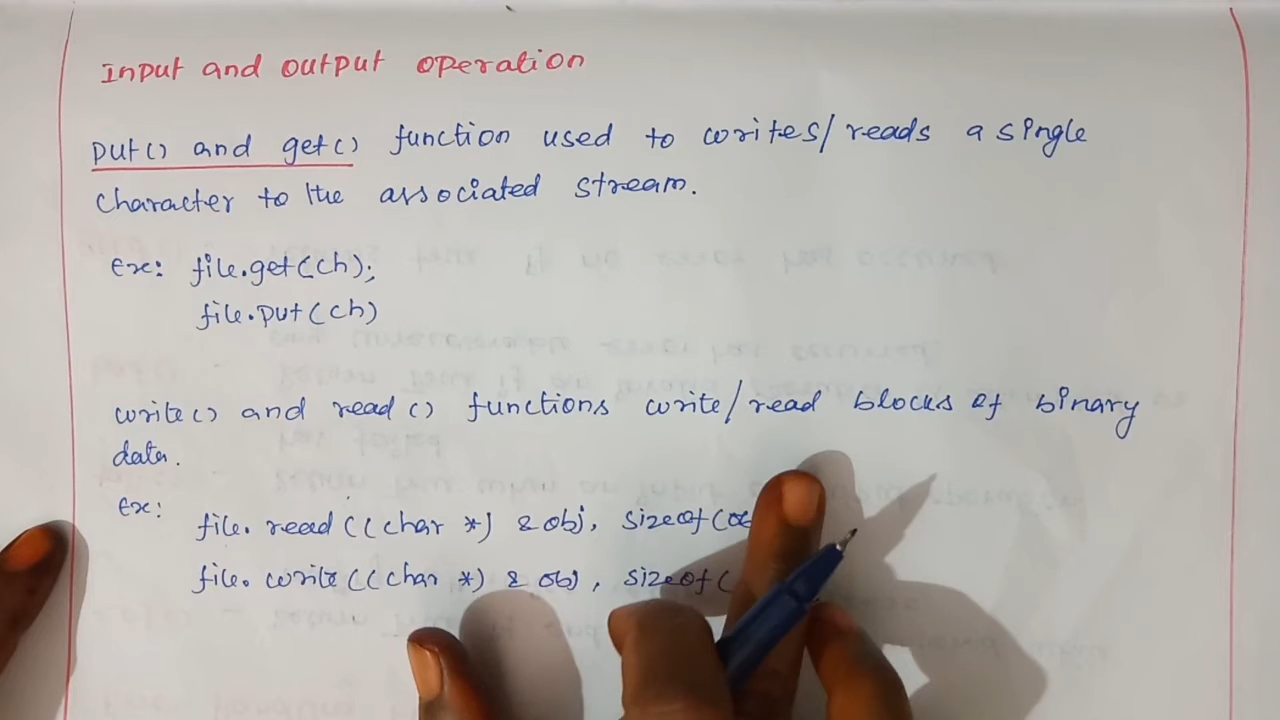 Input and output operation
put() and get() function used to writes/reads a single
character to the associated stream.
Ex: file.get(ch);
file.put(ch)
write() and read() functions write/read blocks of binary
data.
Ex:
file. read((char *) & obj, sizeof(
file. write((char *) & obj, sizeof(